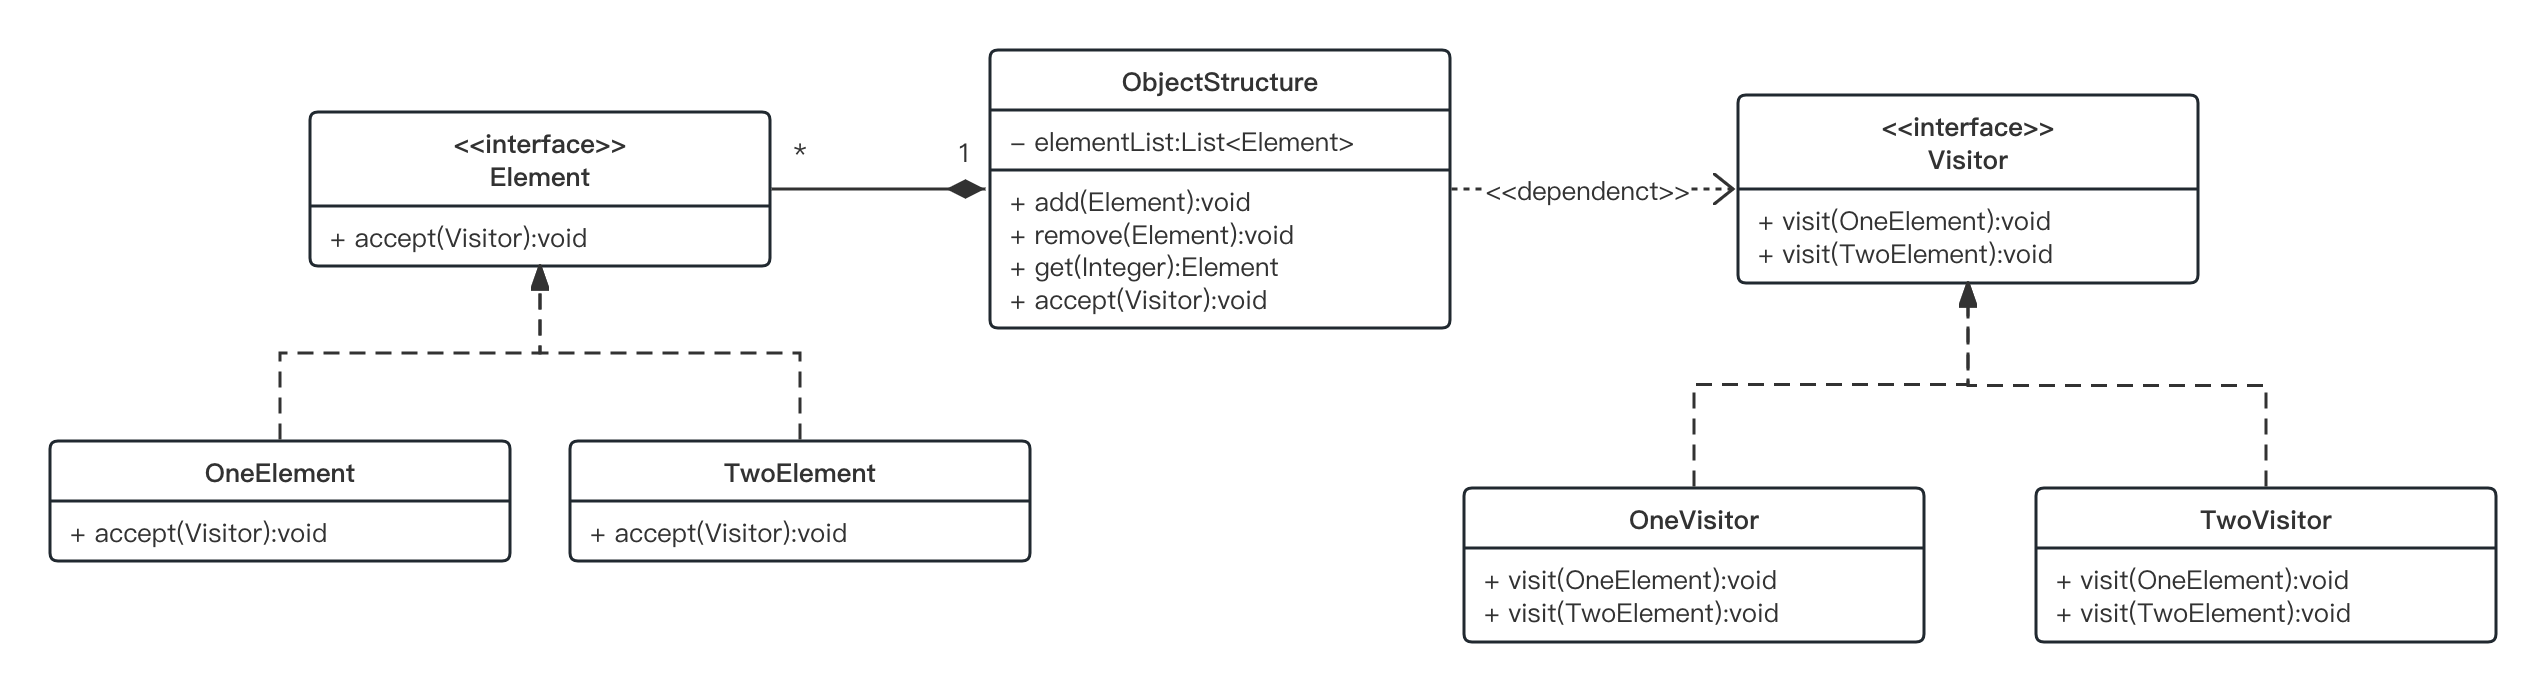 <<interface>>
Element
+ accept(Visitor):void
*
1
ObjectStructure
− elementList:List<Element>
+ add(Element):void
+ remove(Element):void
+ get(Integer):Element
+ accept(Visitor):void
<<dependenct>>
<<interface>>
Visitor
+ visit(OneElement):void
+ visit(TwoElement):void
OneElement
+ accept(Visitor):void
TwoElement
+ accept(Visitor):void
OneVisitor
+ visit(OneElement):void
+ visit(TwoElement):void
TwoVisitor
+ visit(OneElement):void
+ visit(TwoElement):void